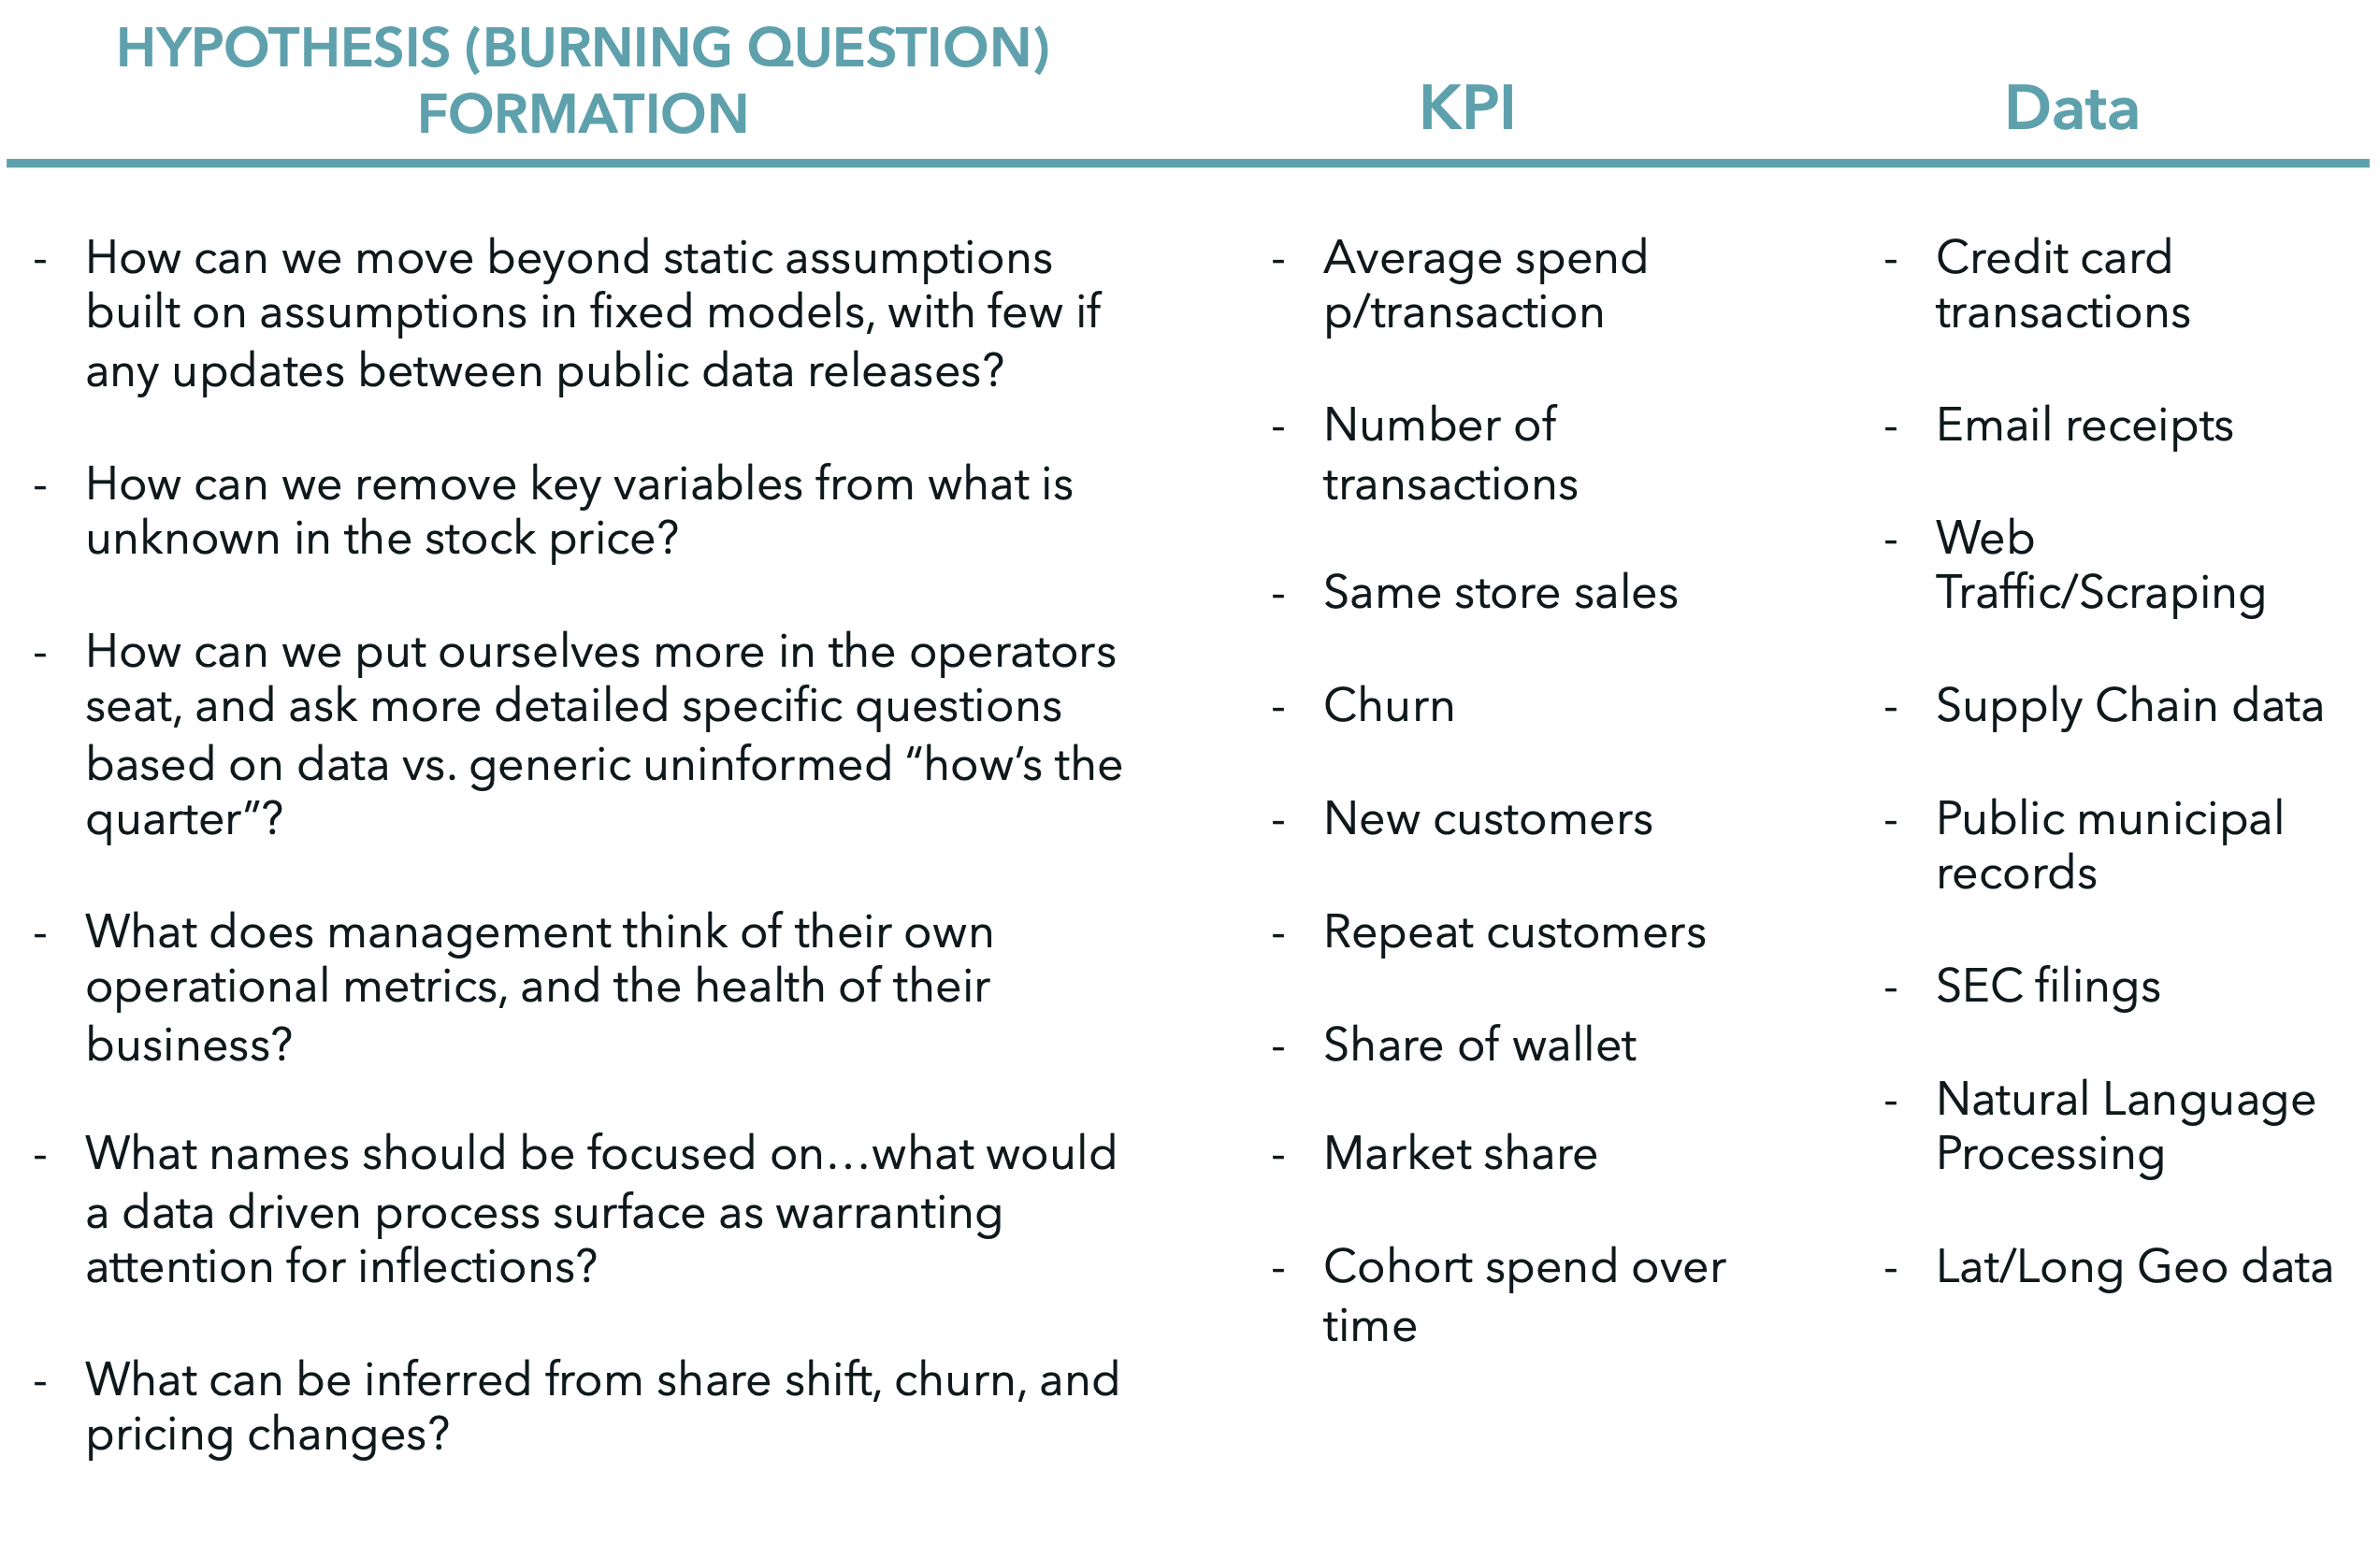 HYPOTHESIS (BURNING QUESTION)
FORMATION
KPI
Data
- How can we move beyond static assumptions
built on assumptions in fixed models, with few if
any updates between public data releases?
- How can we remove key variables from what is
unknown in the stock price?
- How can we put ourselves more in the operators
seat, and ask more detailed specific questions
based on data vs. generic uninformed “how’s the
quarter”?
- What does management think of their own
operational metrics, and the health of their
business?
- What names should be focused on…what would
a data driven process surface as warranting
attention for inflections?
- What can be inferred from share shift, churn, and
pricing changes?
- Average spend
p/transaction
- Number of
transactions
- Same store sales
- Churn
- New customers
- Repeat customers
- Share of wallet
- Market share
- Cohort spend over
time
- Credit card
transactions
- Email receipts
- Web
Traffic/Scraping
- Supply Chain data
- Public municipal
records
- SEC filings
- Natural Language
Processing
- Lat/Long Geo data